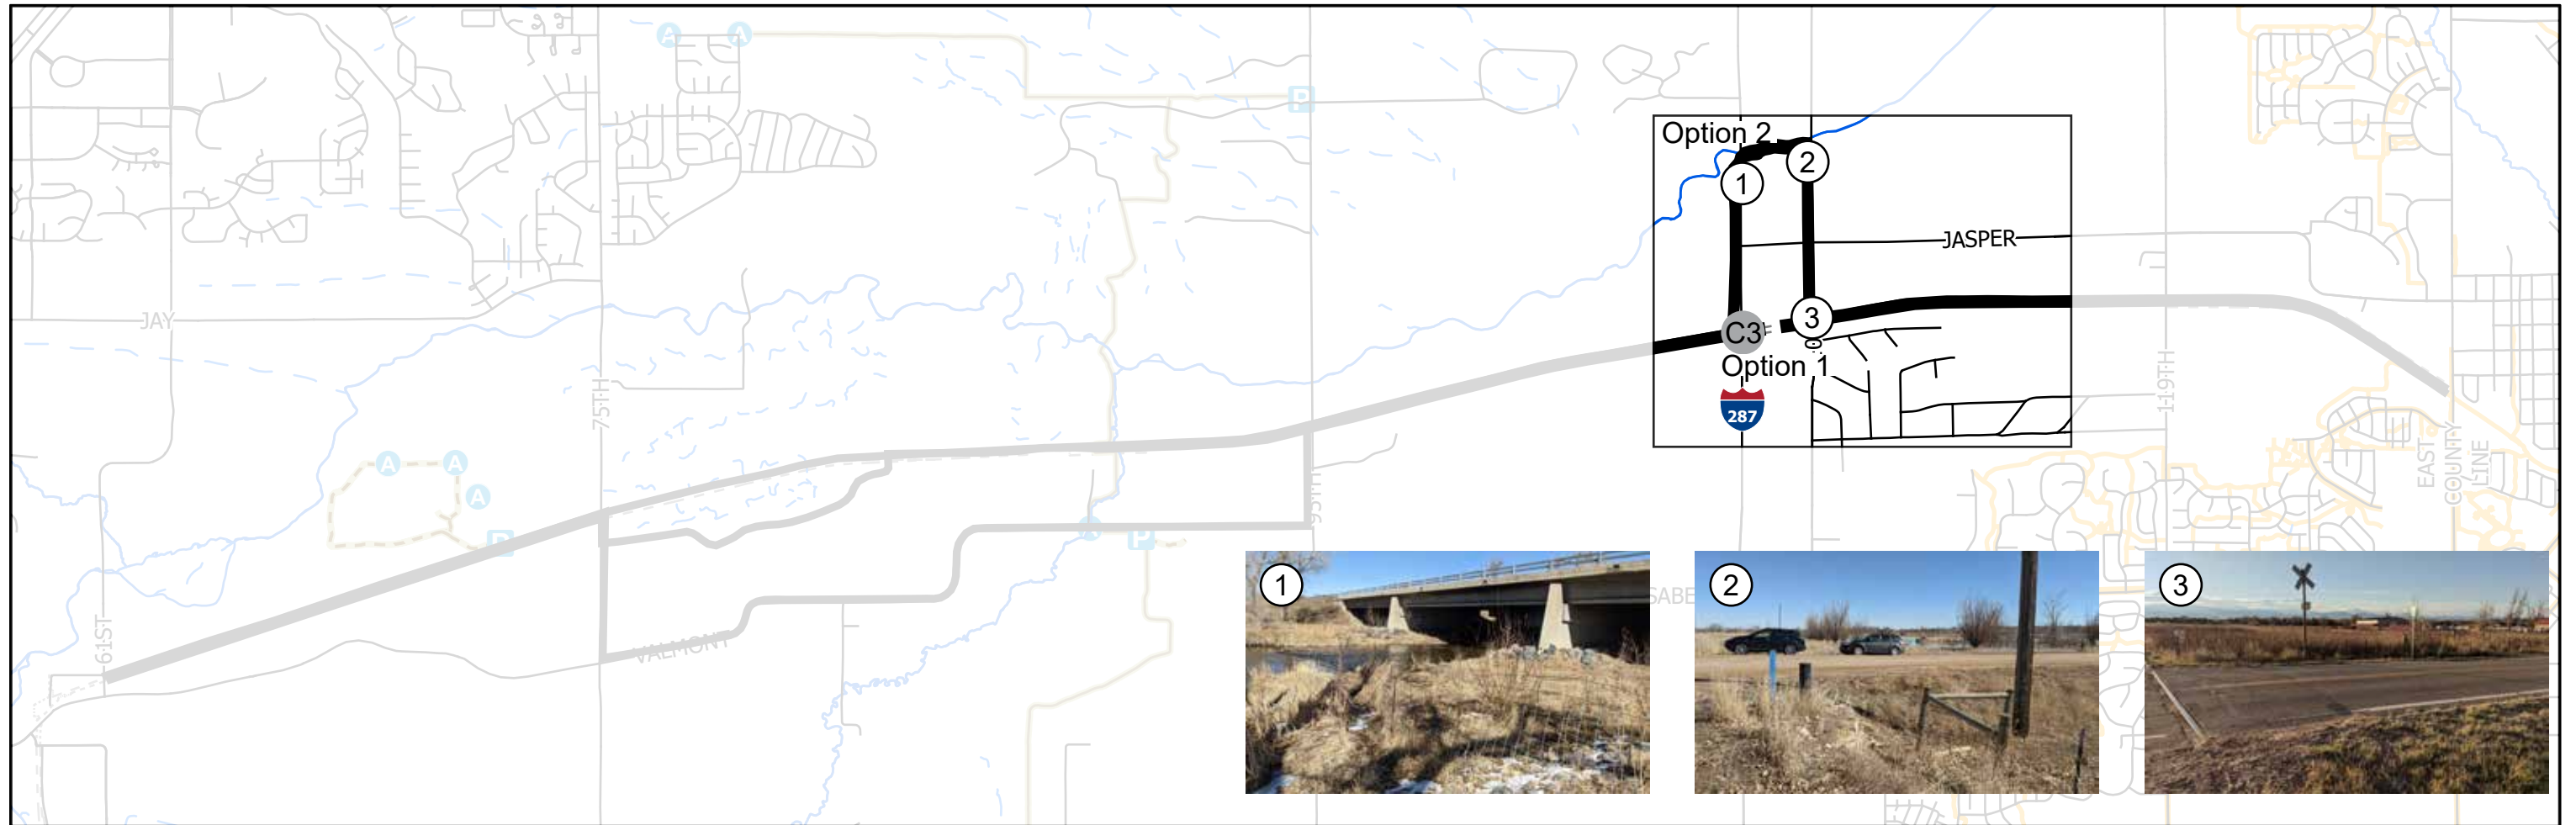 A
A
P
Option 2
1
2
JASPER
JAY
3
C3
Option 1
287
75TH
119TH
A
A
A
P
EAST
COUNTY
LINE
95TH
A
P
61ST
VALMONT
1
2
3